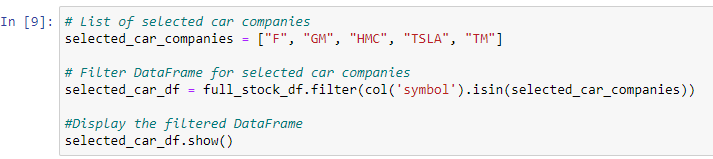 In [9]:
# List of selected car companies
selected_car_companies = ["F", "GM", "HMC", "TSLA", "TM"]
# Filter DataFrame for selected car companies
selected_car_df = full_stock_df.filter(col('symbol').isin(selected_car_companies))
#Display the filtered DataFrame
selected_car_df.show()